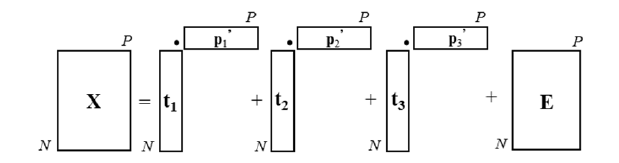 P P P P P
p₁' p₂' p₃'
X = t₁ + t₂ + t₃ + E
N N N N N